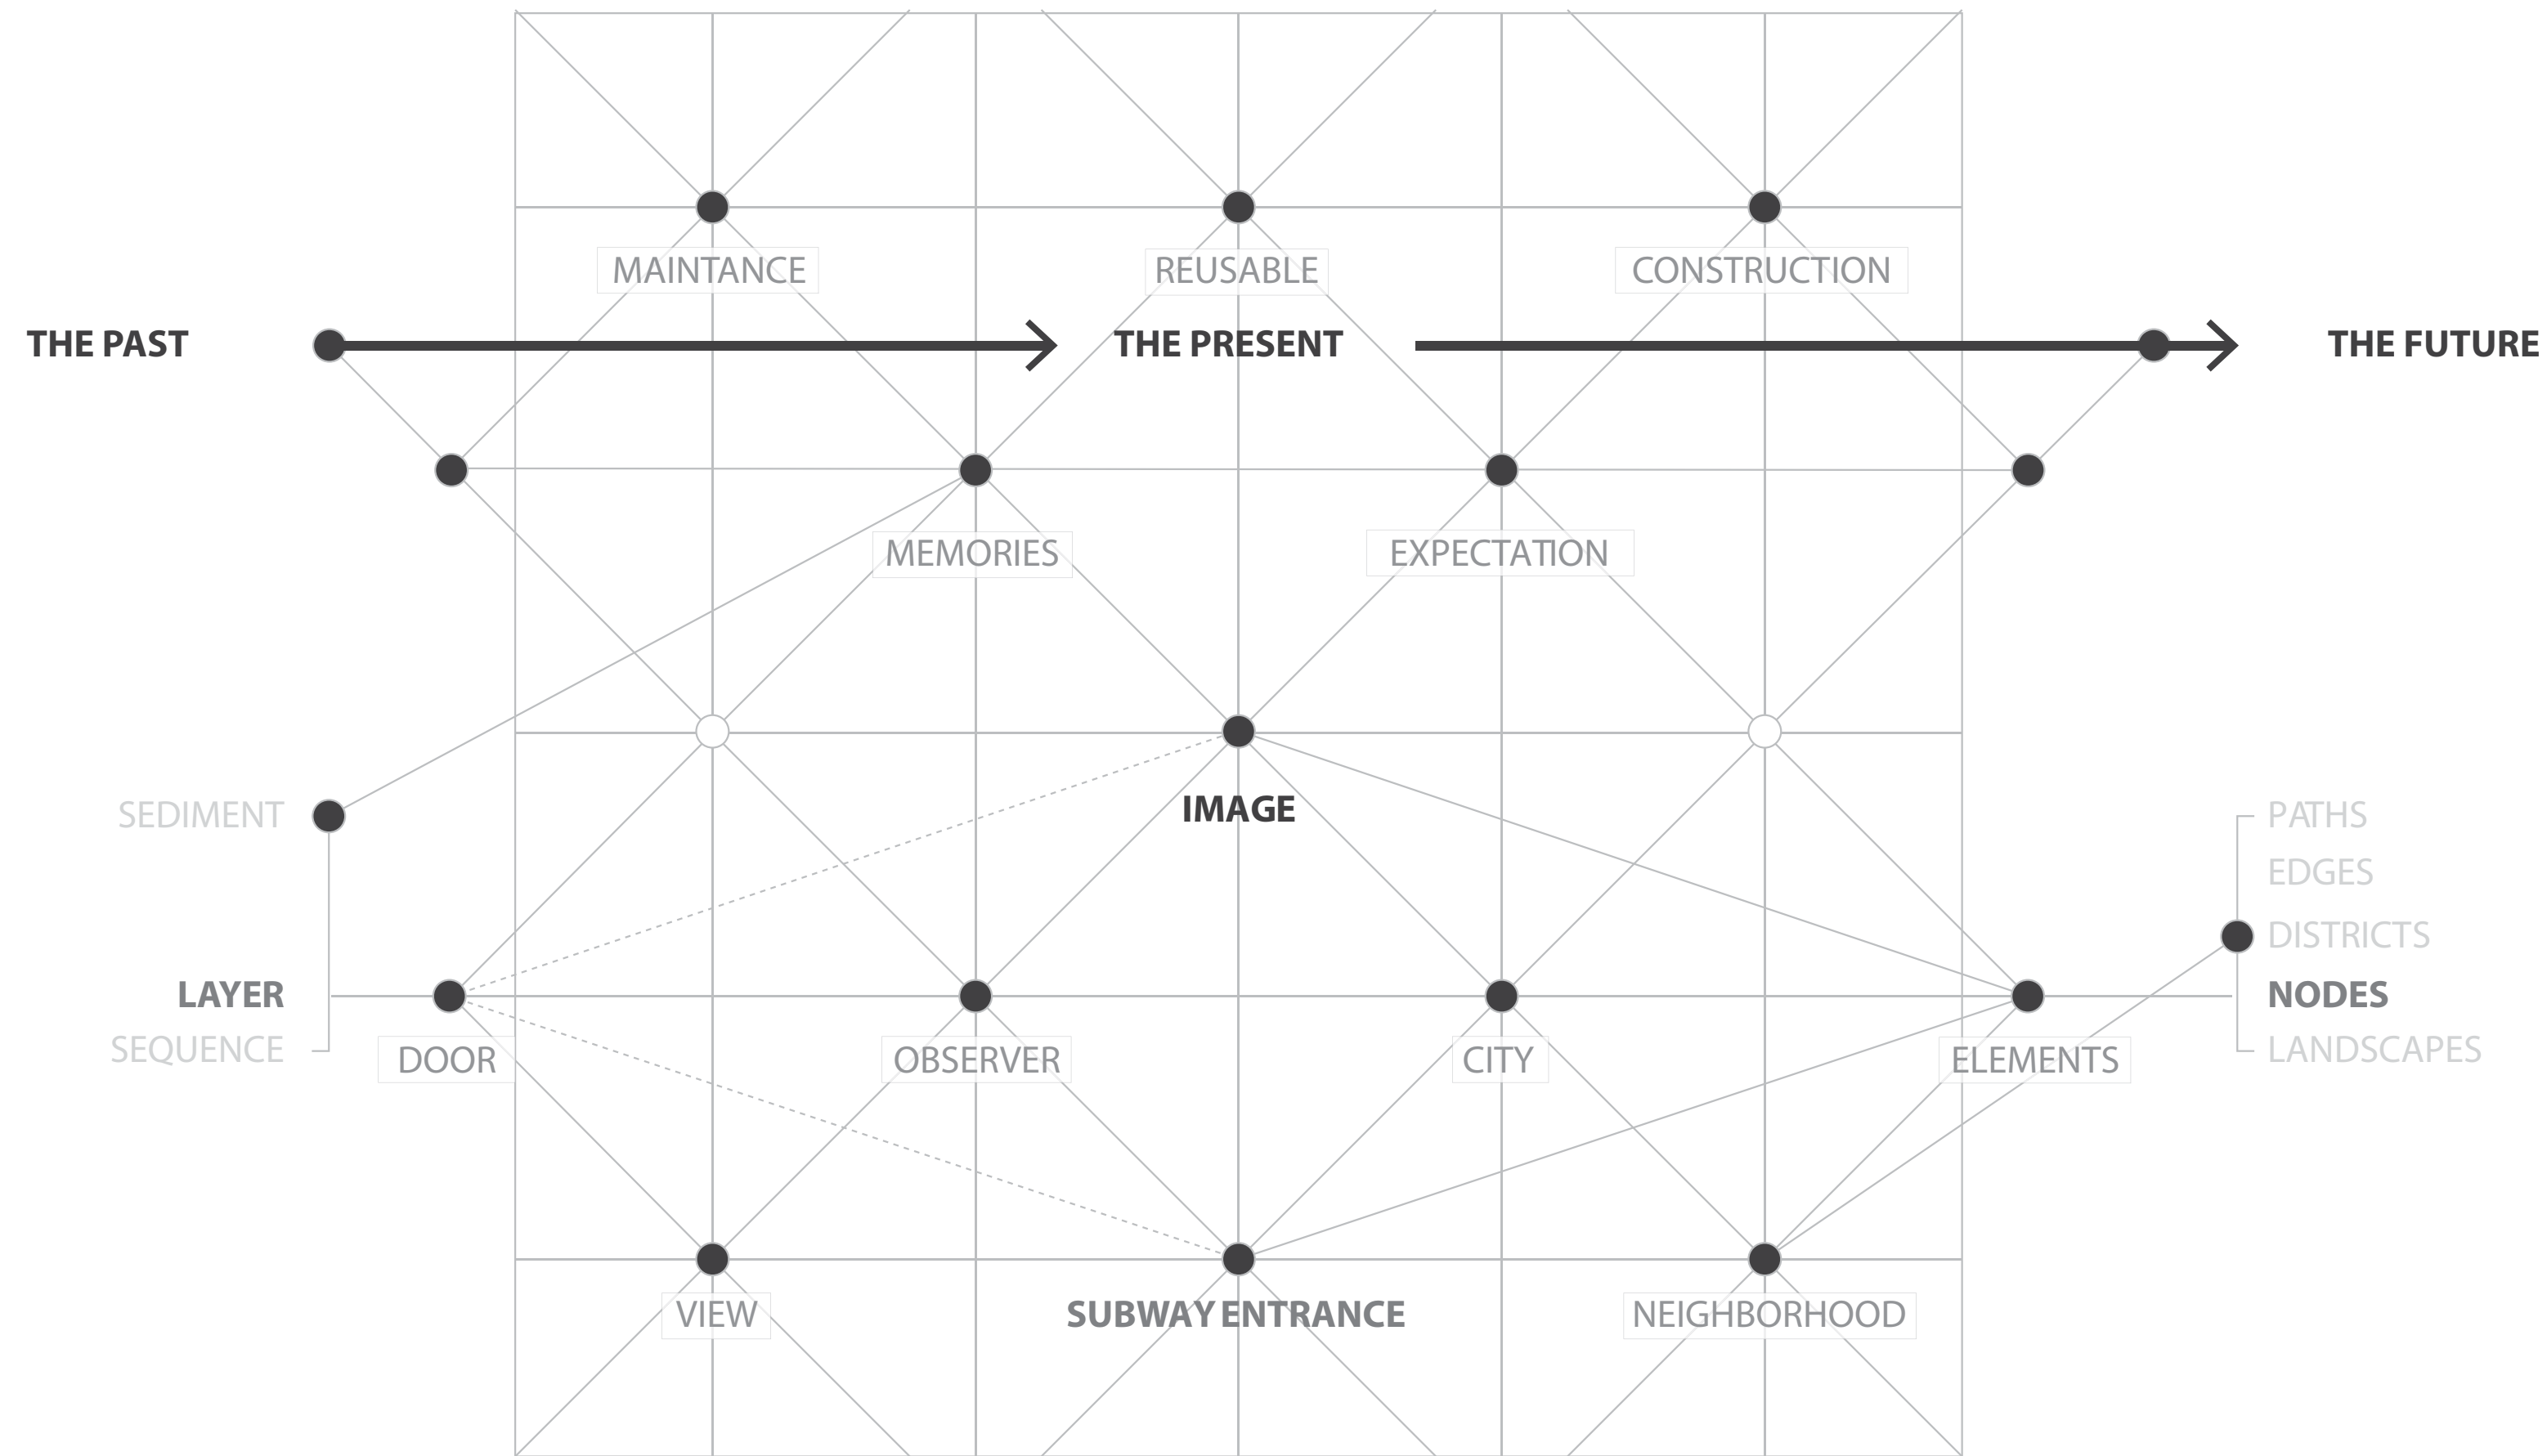 MAINTANCE
REUSABLE
CONSTRUCTION
THE PAST
THE PRESENT
THE FUTURE
MEMORIES
EXPECTATION
IMAGE
SEDIMENT
PATHS
EDGES
DISTRICTS
LAYER
NODES
SEQUENCE
LANDSCAPES
DOOR
OBSERVER
CITY
ELEMENTS
VIEW
SUBWAY ENTRANCE
NEIGHBORHOOD